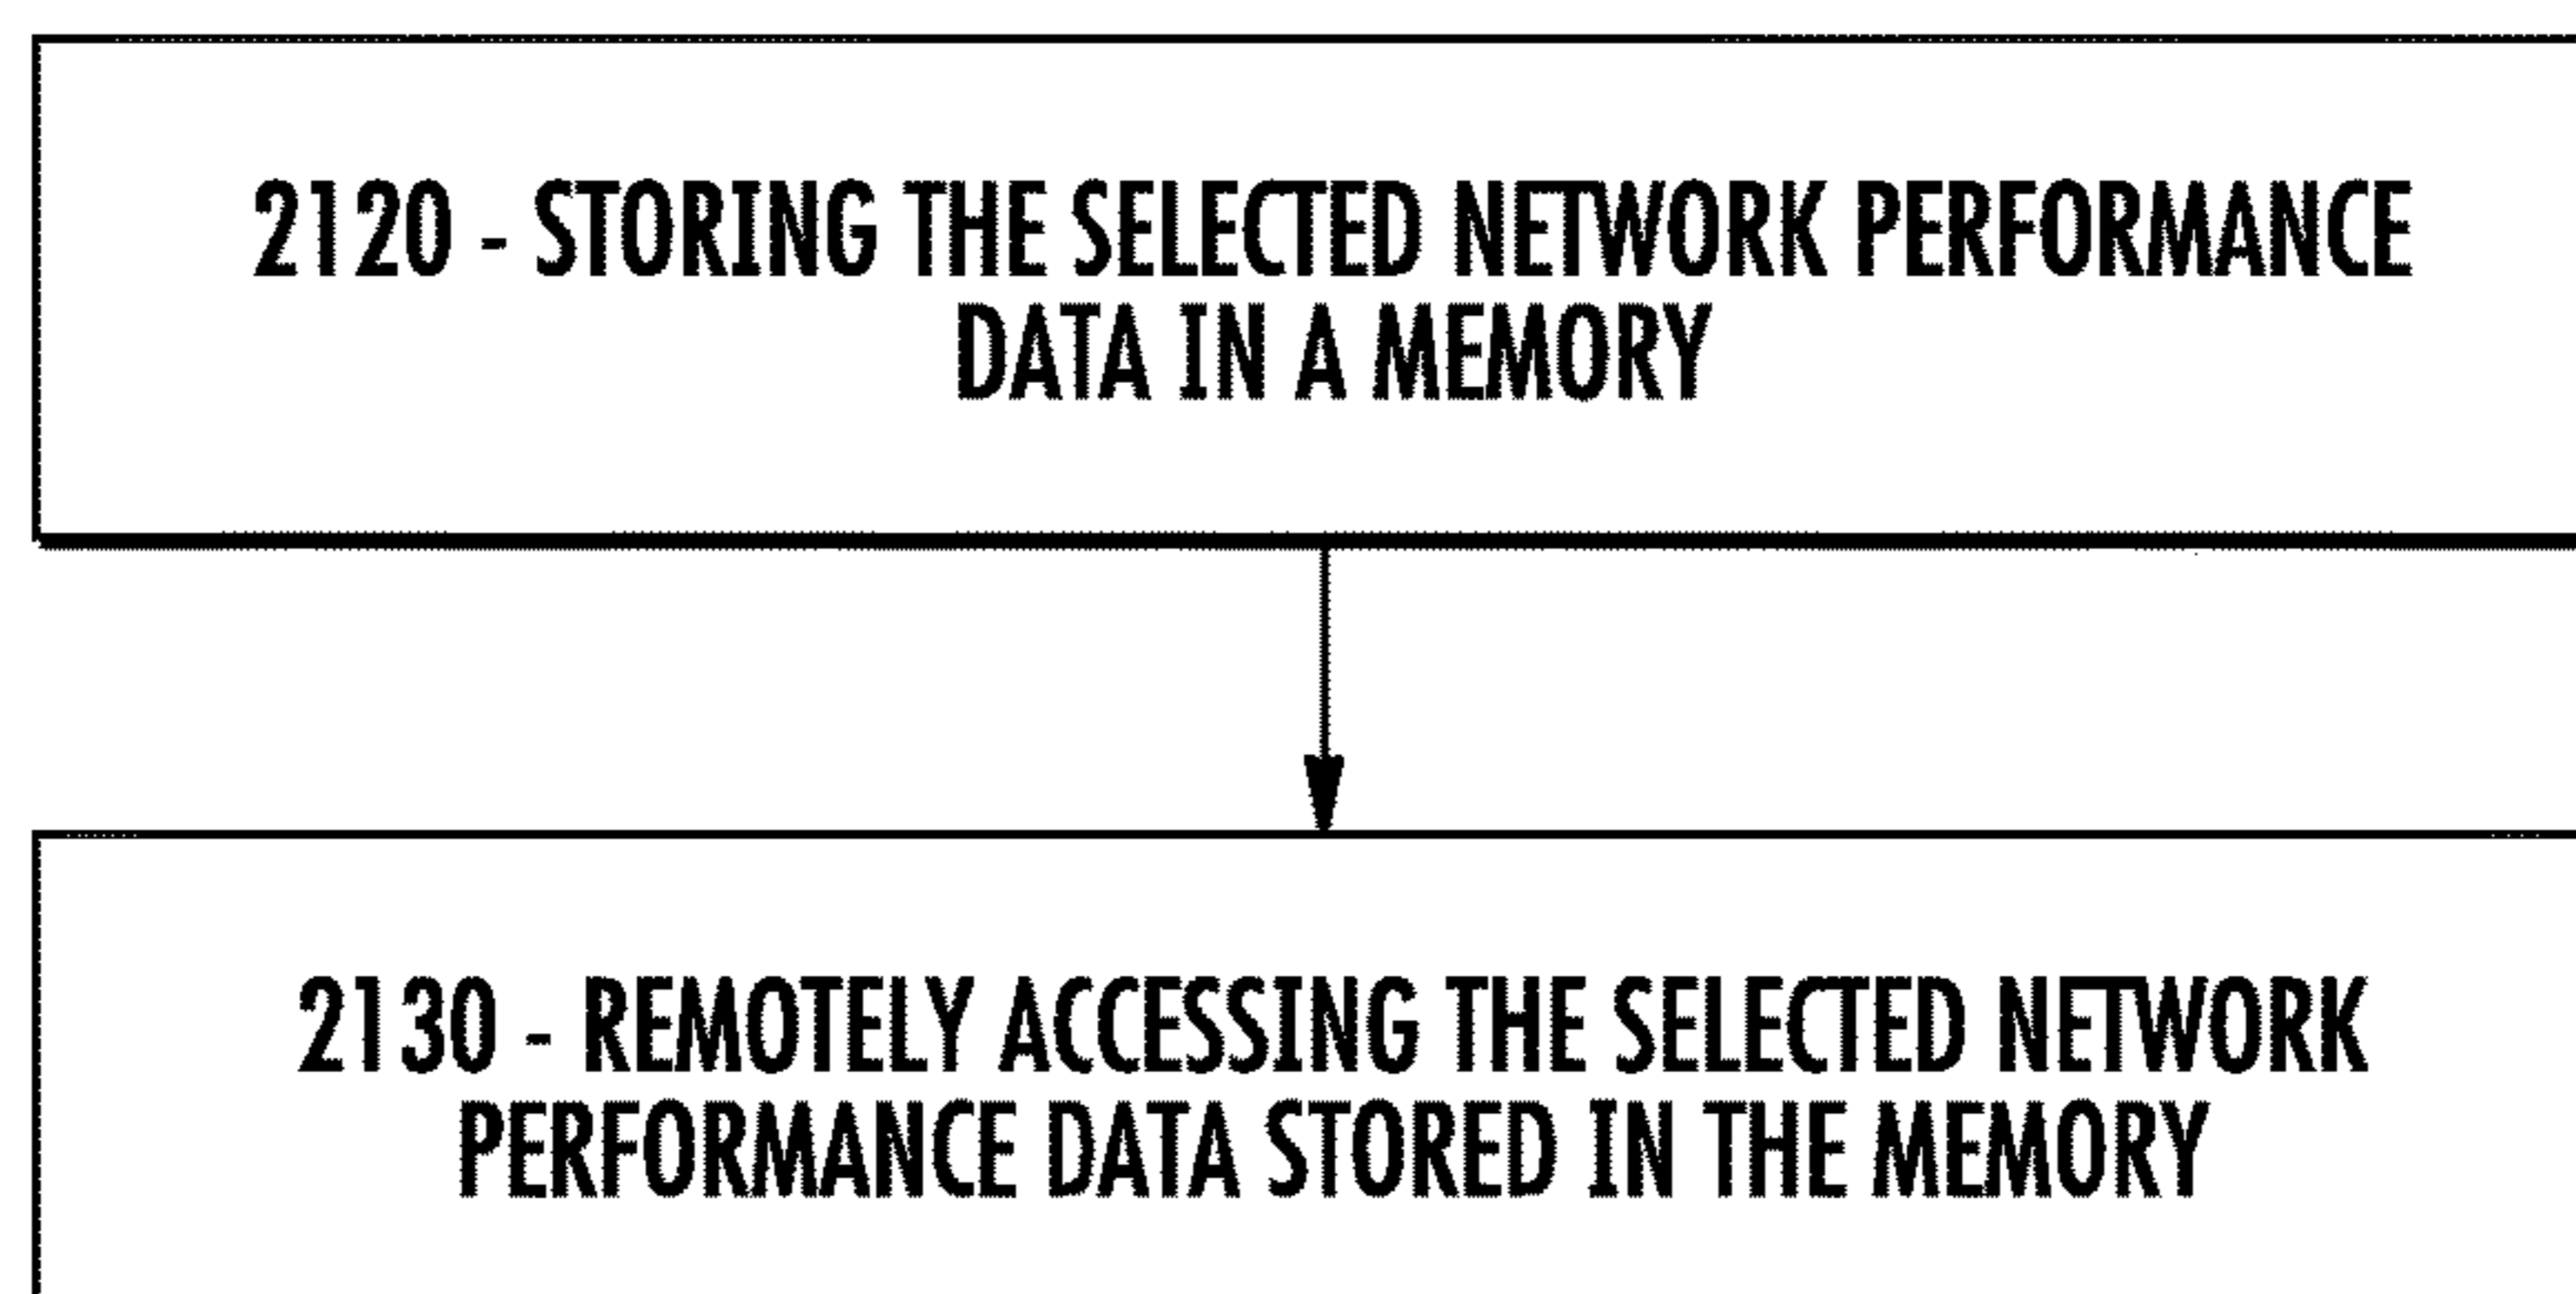 2120 - STORING THE SELECTED NETWORK PERFORMANCE
DATA IN A MEMORY
2130 - REMOTELY ACCESSING THE SELECTED NETWORK
PERFORMANCE DATA STORED IN THE MEMORY